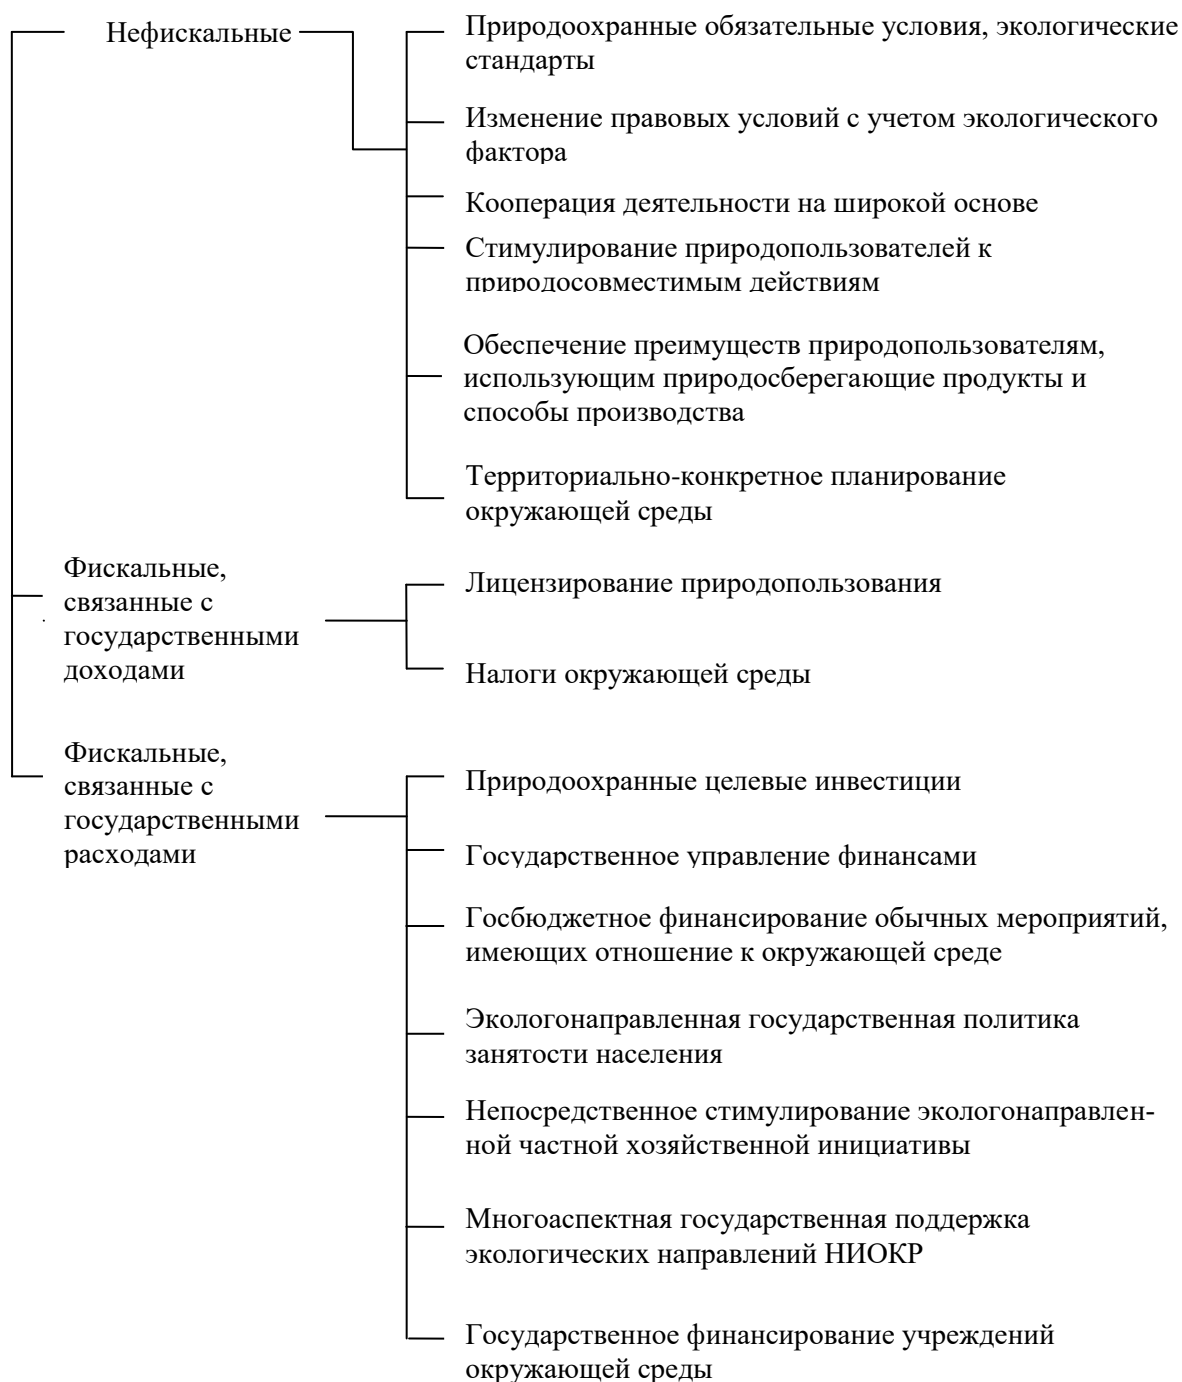 Нефискальные
Природоохранные обязательные условия, экологические
стандарты
Изменение правовых условий с учетом экологического
фактора
Кооперация деятельности на широкой основе
Стимулирование природопользователей к
природосовместимым действиям
Обеспечение преимуществ природопользователям,
использующим природосберегающие продукты и
способы производства
Территориально-конкретное планирование
окружающей среды
Фискальные,
связанные с
государственными
доходами
Лицензирование природопользования
Налоги окружающей среды
Фискальные,
связанные с
государственными
расходами
Природоохранные целевые инвестиции
Государственное управление финансами
Госбюджетное финансирование обычных мероприятий,
имеющих отношение к окружающей среде
Экологонаправленная государственная политика
занятости населения
Непосредственное стимулирование экологонаправлен-
ной частной хозяйственной инициативы
Многоаспектная государственная поддержка
экологических направлений НИОКР
Государственное финансирование учреждений
окружающей среды